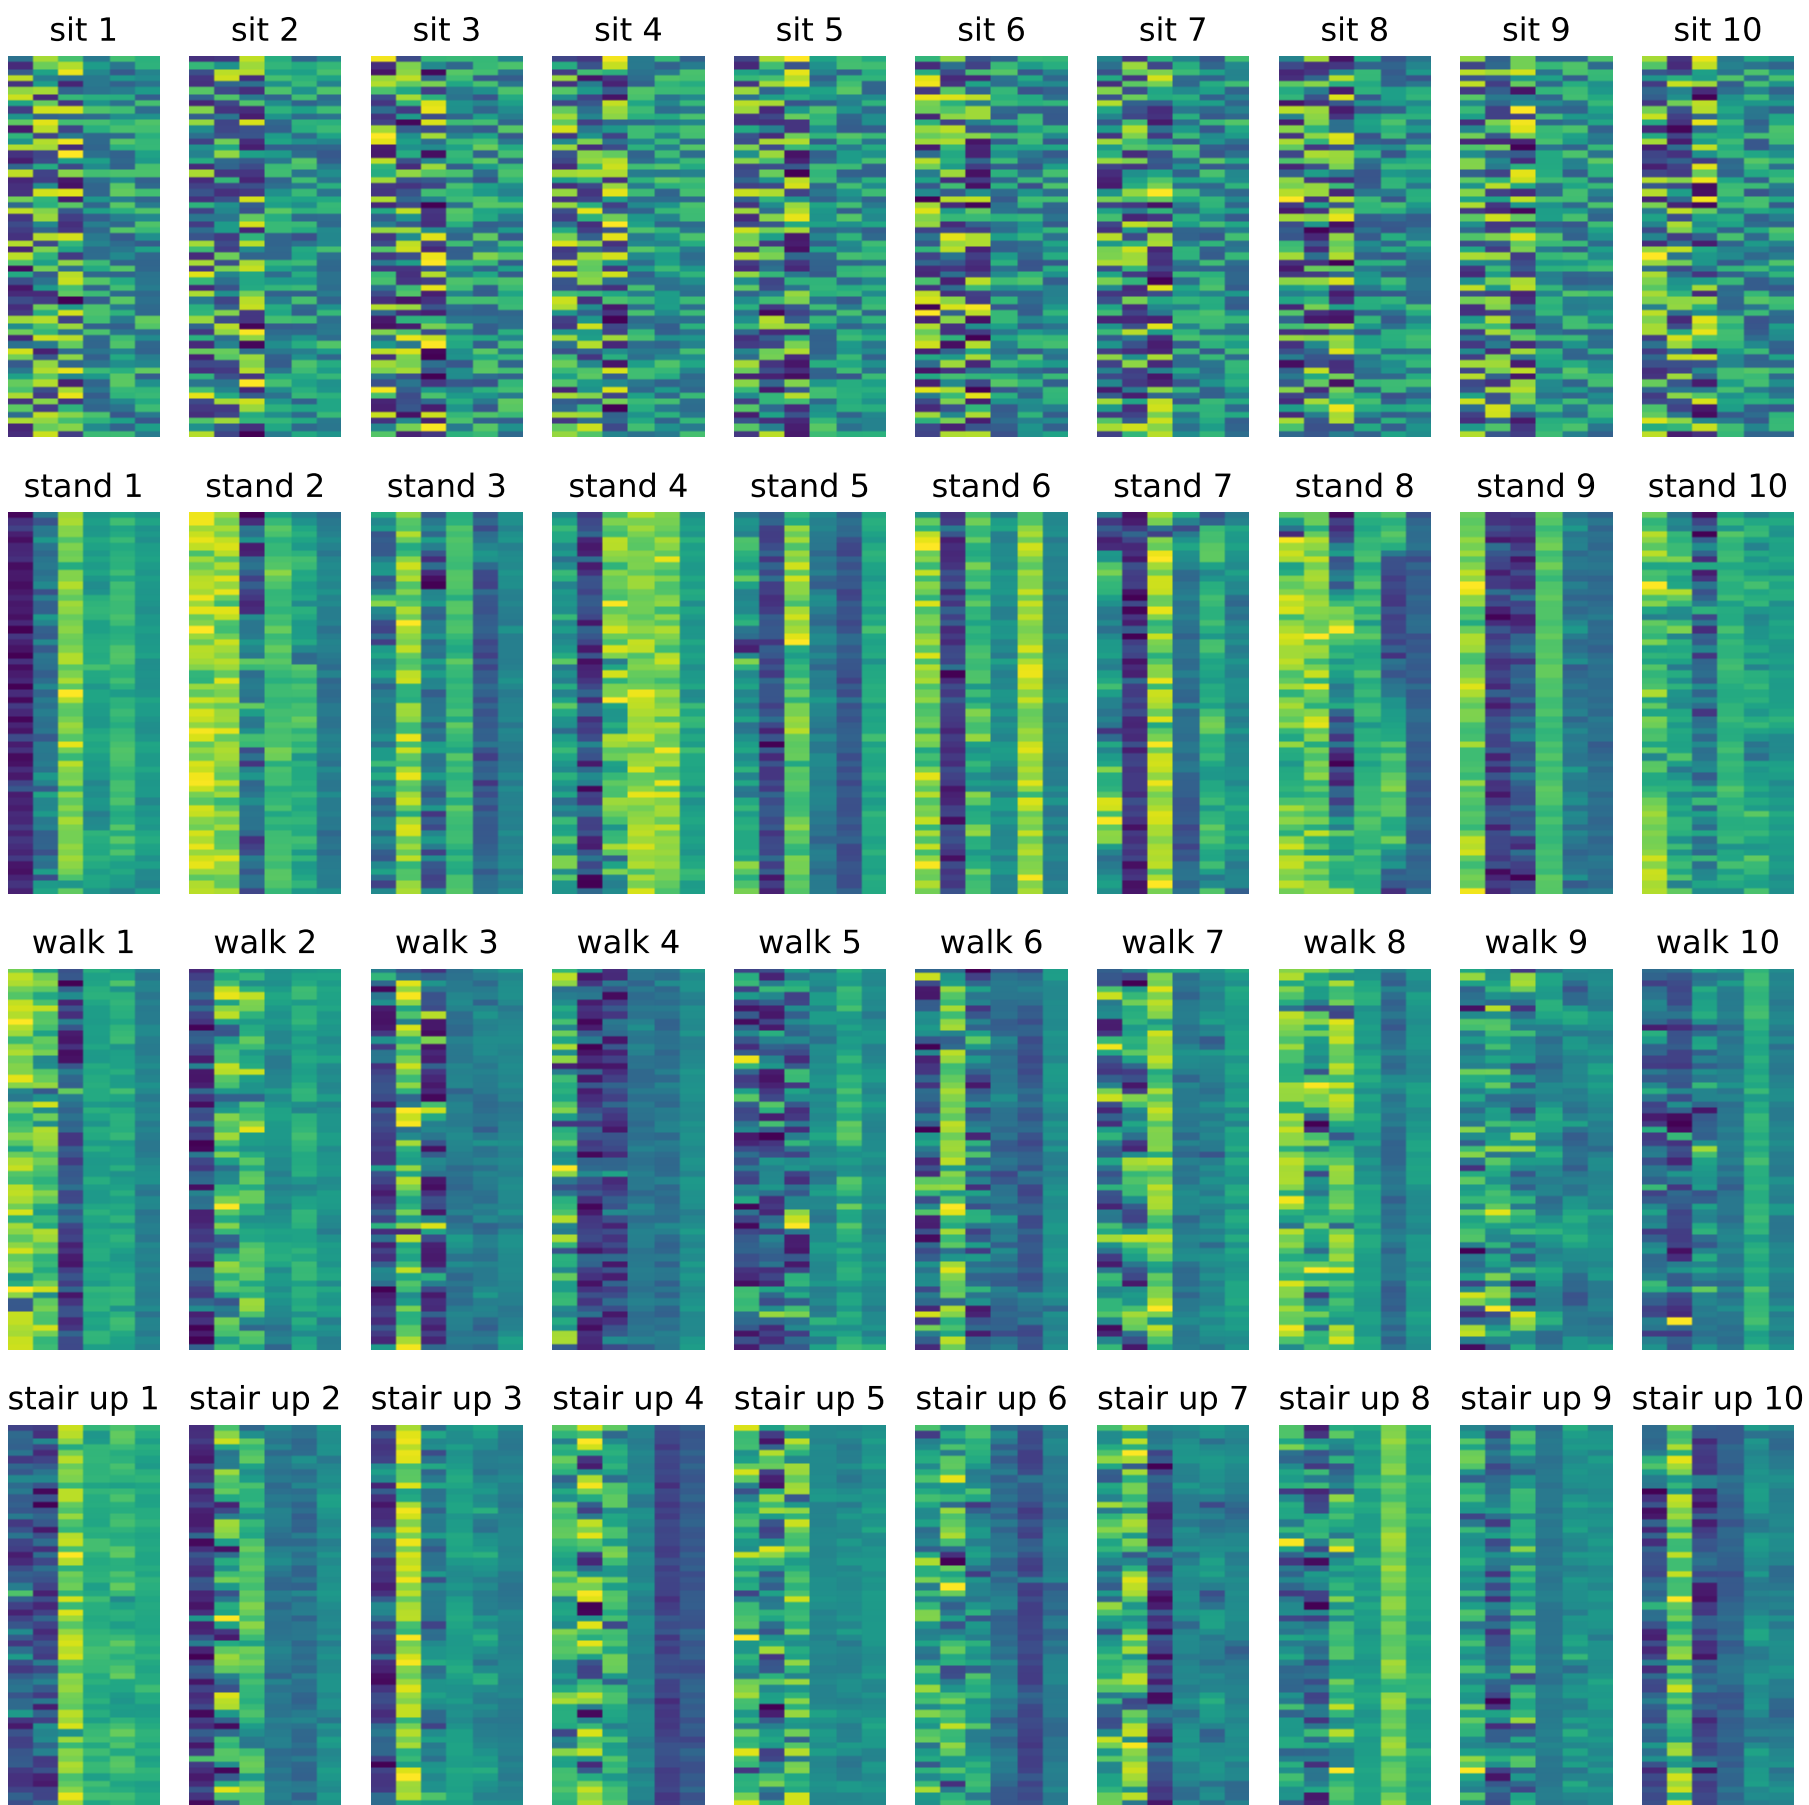 sit 1 sit 2 sit 3 sit 4 sit 5 sit 6 sit 7 sit 8 sit 9 sit 10
stand 1 stand 2 stand 3 stand 4 stand 5 stand 6 stand 7 stand 8 stand 9 stand 10
walk 1 walk 2 walk 3 walk 4 walk 5 walk 6 walk 7 walk 8 walk 9 walk 10
stair up 1 stair up 2 stair up 3 stair up 4 stair up 5 stair up 6 stair up 7 stair up 8 stair up 9 stair up 10